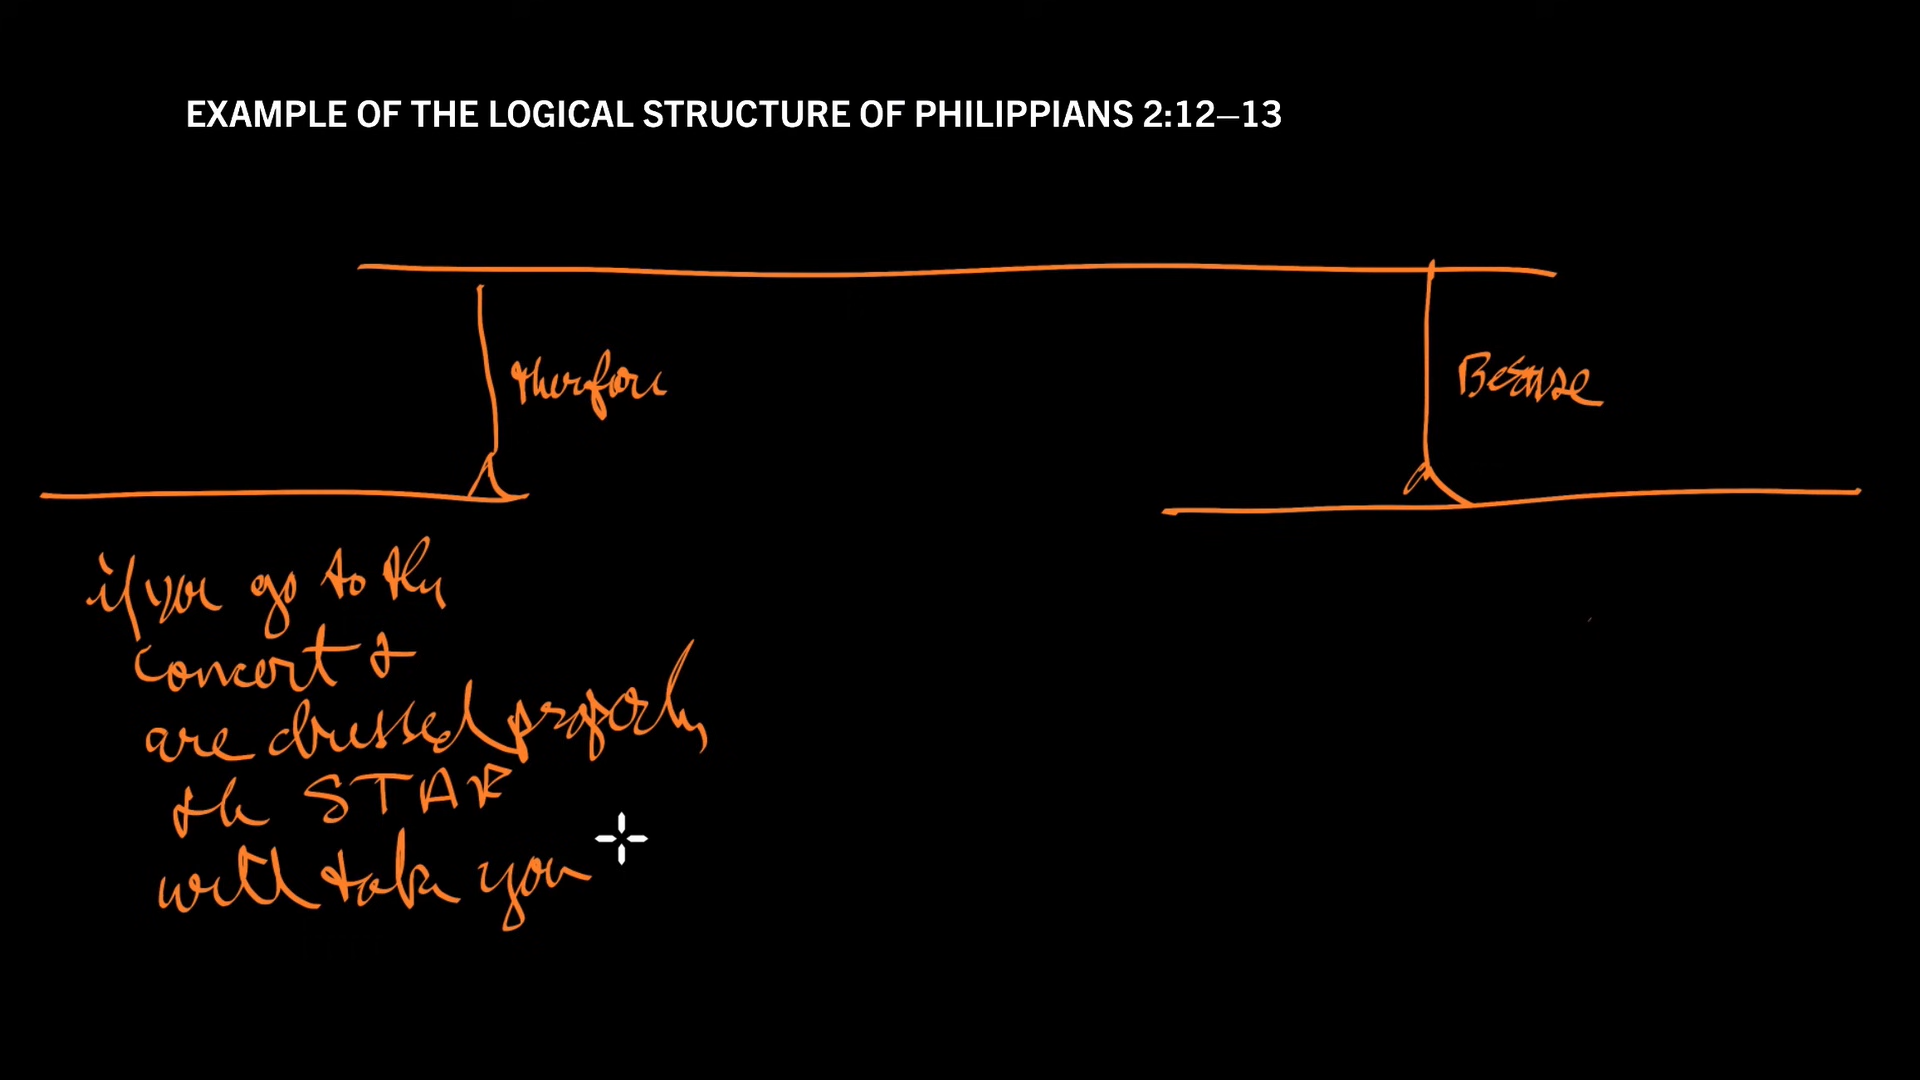 EXAMPLE OF THE LOGICAL STRUCTURE OF PHILIPPIANS 2:12–13
therefore
Because
if you go to the
concert &
are dressed properly
the STAR
will take you